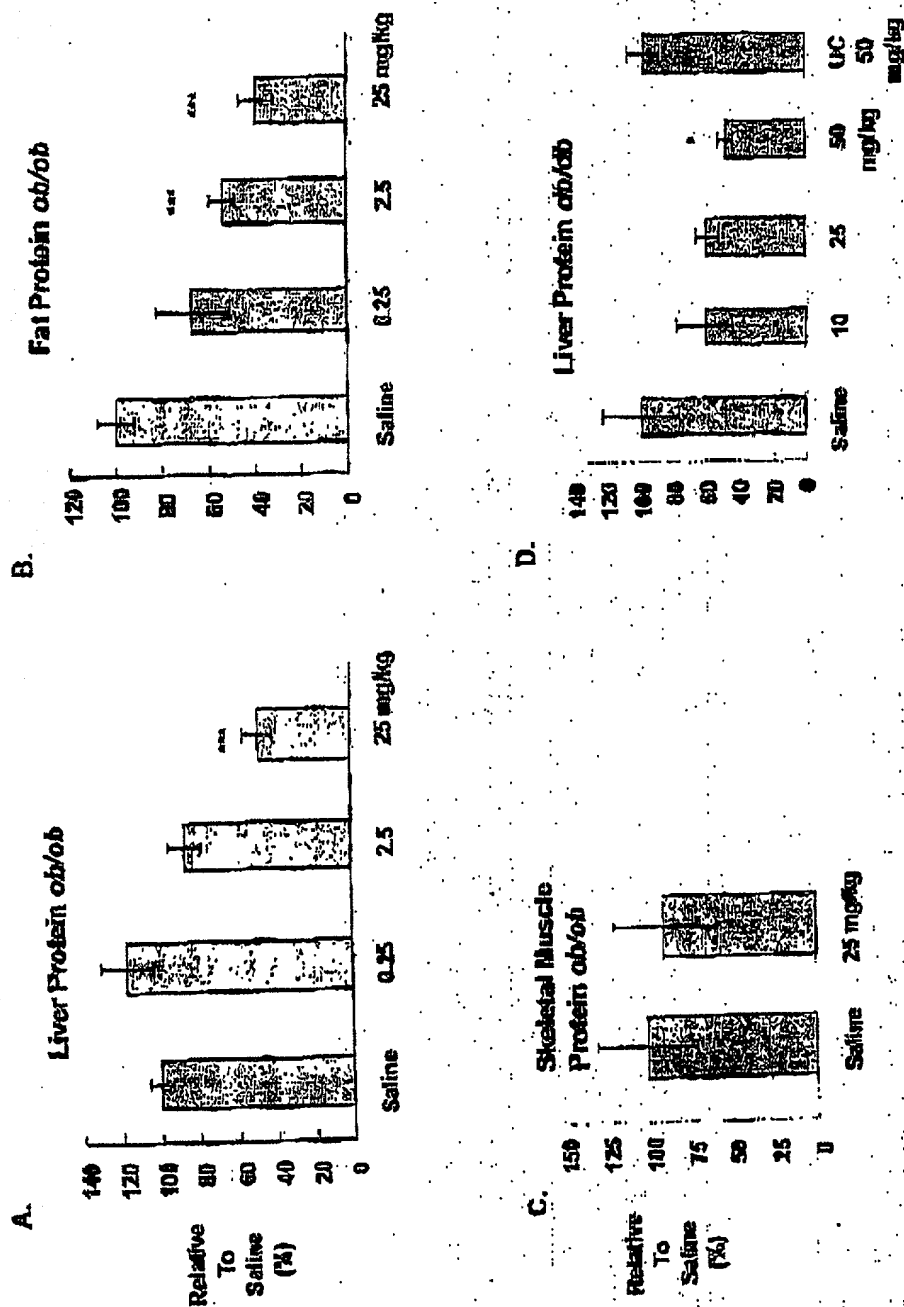 A.
Liver Protein ob/ob
140
120
100
80
60
40
20
0
Relative
To
Saline
(%)
Saline
0.25
2.5
25 mg/kg
***
B.
Fat Protein ob/ob
120
100
80
60
40
20
0
Saline
0.25
2.5
25 mg/kg
***
***
C.
Skeletal Muscle
Protein ob/ob
150
125
100
75
50
25
0
Relative
To
Saline
(%)
Saline
25 mg/kg
D.
Liver Protein db/db
140
120
100
80
60
40
20
0
Saline
10
25
50
mg/kg
UC
50
mg/kg
*